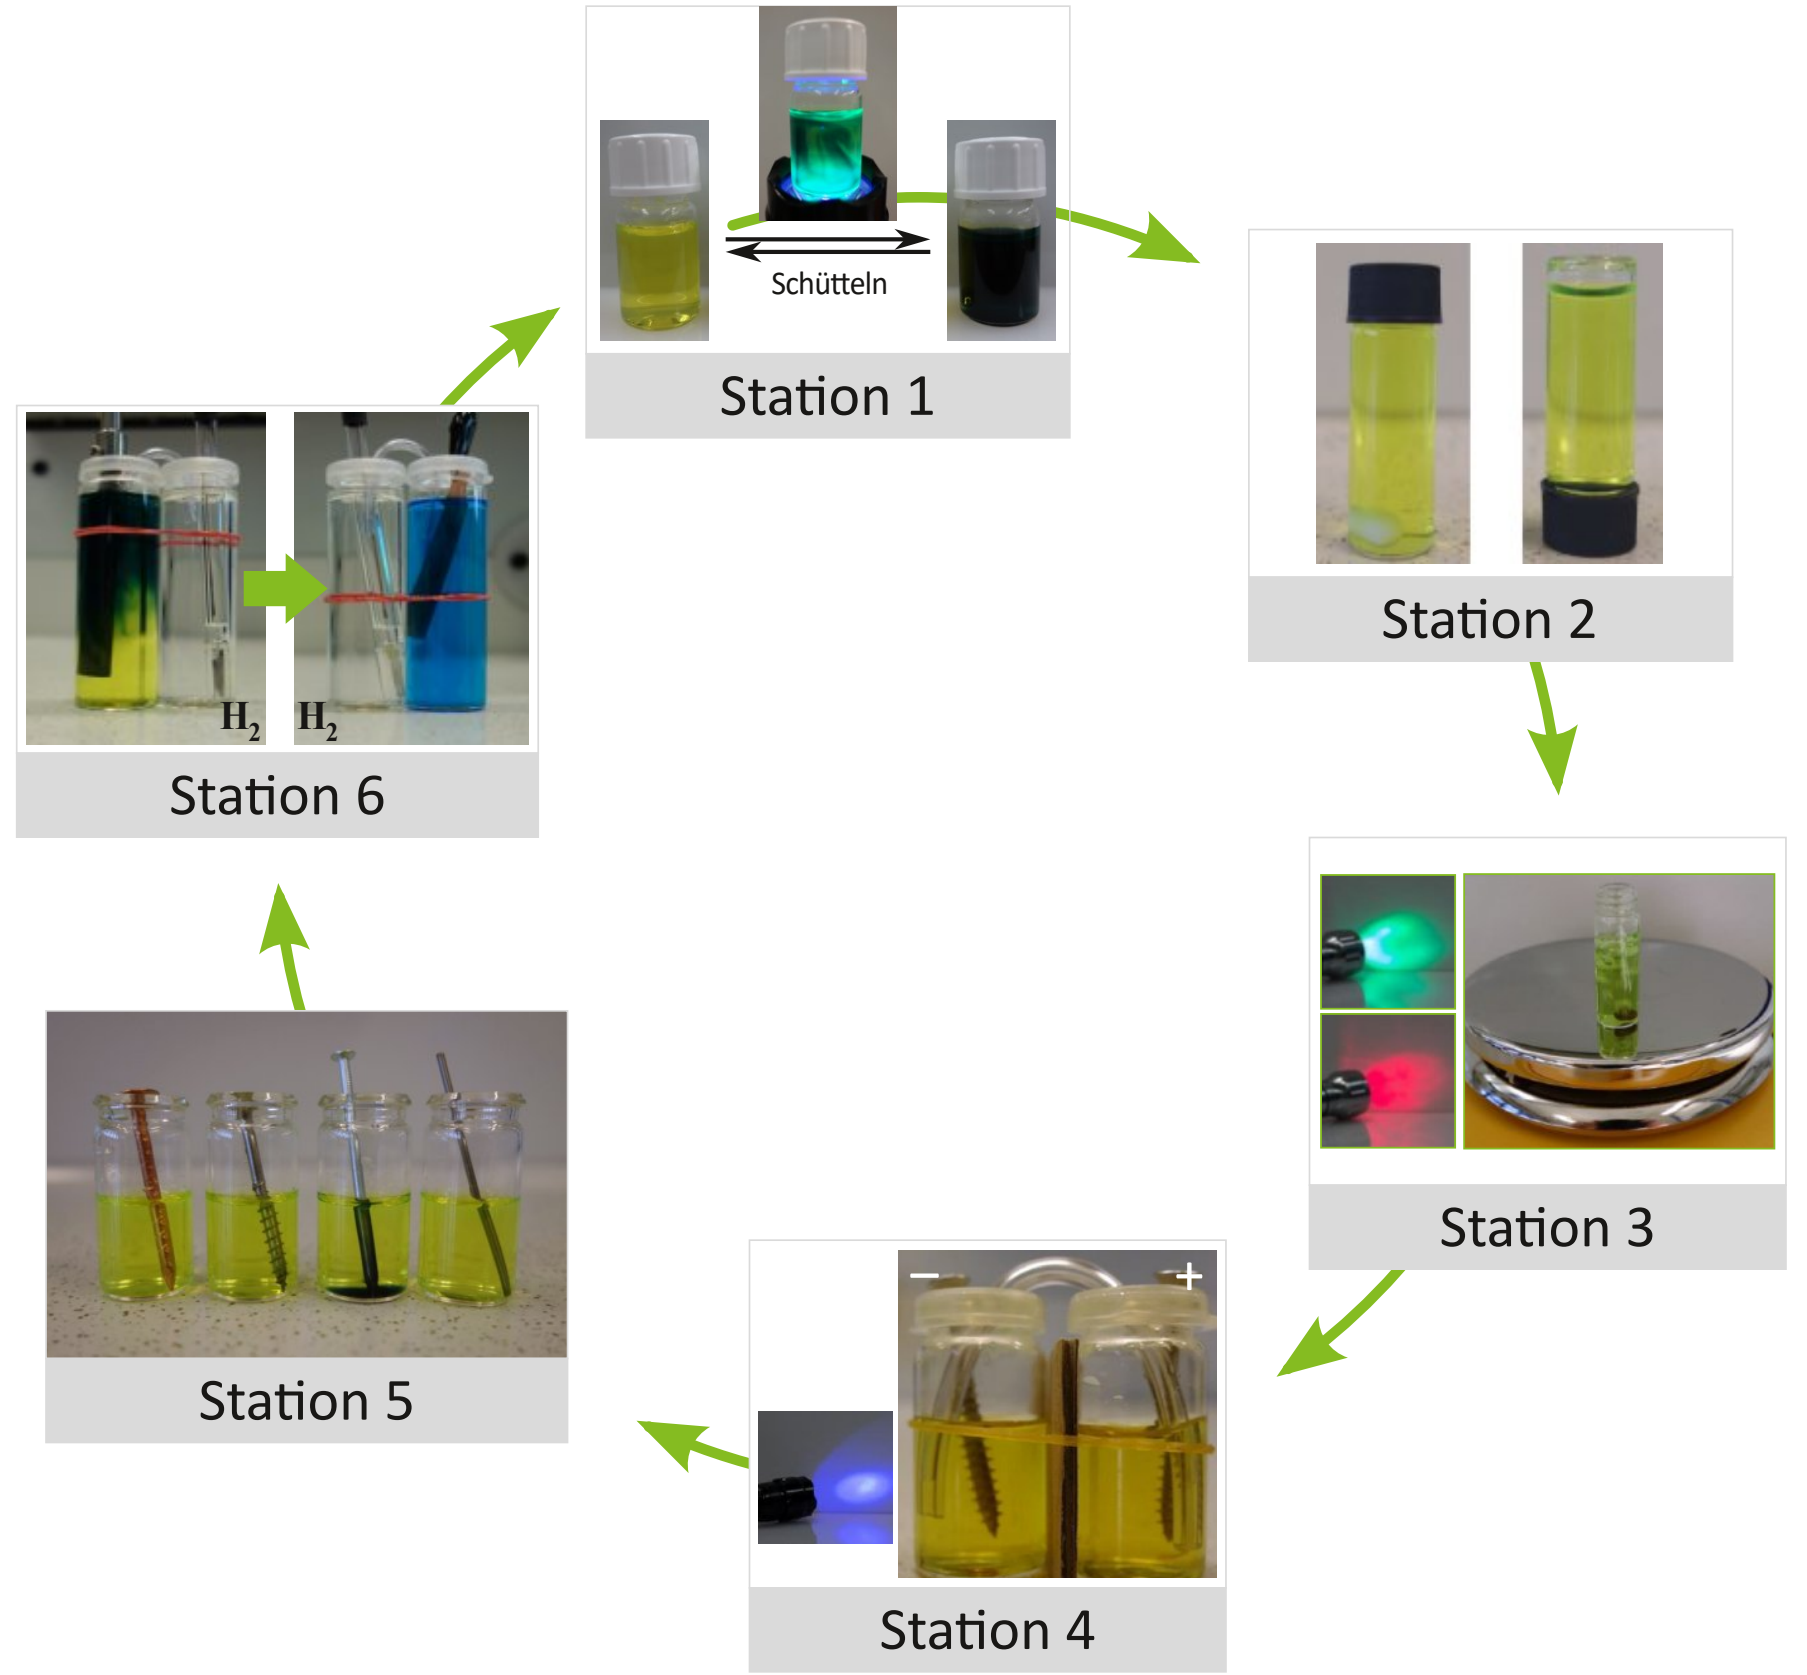 Schütteln
Station 1
Station 2
Station 3
– +
Station 4
Station 5
H2 H2
Station 6